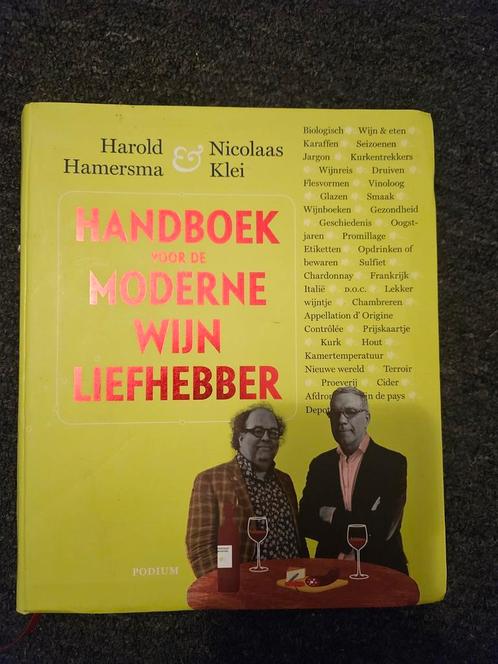 Harold
Hamersma
&
Nicolaas
Klei
HANDBOEK
VOOR DE
MODERNE
WIJN
LIEFHEBBER
Biologisch Wijn & eten
Karaffen Seizoenen
Jargon Kurkentrekkers
Wijnreis Druiven
Flesvormen Vinoloog
Glazen Smaak
Wijnboeken Gezondheid
Geschiedenis Oogst-
jaren Promillage
Etiketten Opdrinken of
bewaren Sulfiet
Chardonnay Frankrijk
Italië D.O.C. Lekker
wijntje Chambreren
Appellation d' Origine
Contrôlée Prijskaartje
Kurk Hout
Kamertemperatuur
Nieuwe wereld Terroir
Proeverij Cider
de pays
PODIUM